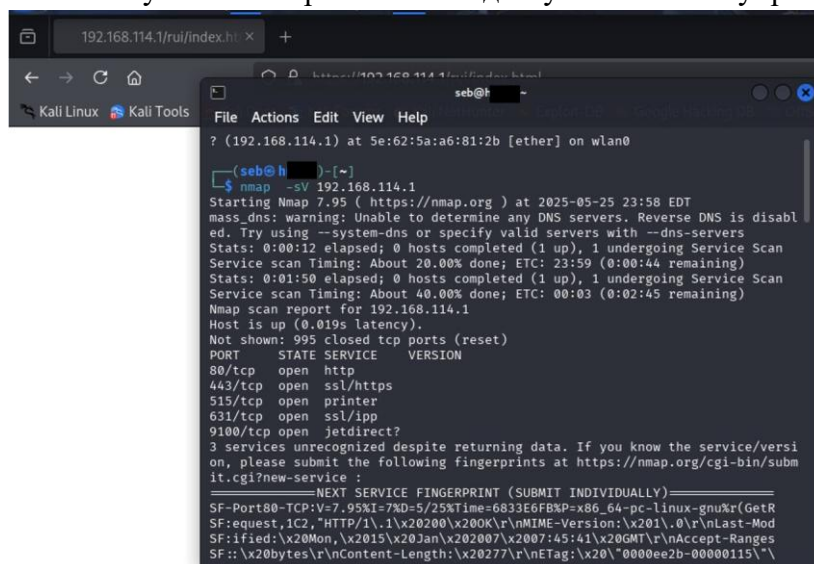 192.168.114.1/rui/index.ht
seb@h ~
Kali Linux Kali Tools
File Actions Edit View Help
? (192.168.114.1) at 5e:62:5a:a6:81:2b [ether] on wlan0
(seb㉿h )-[~]
$ nmap -sV 192.168.114.1
Starting Nmap 7.95 ( https://nmap.org ) at 2025-05-25 23:58 EDT
mass_dns: warning: Unable to determine any DNS servers. Reverse DNS is disabl
ed. Try using --system-dns or specify valid servers with --dns-servers
Stats: 0:00:12 elapsed; 0 hosts completed (1 up), 1 undergoing Service Scan
Service scan Timing: About 20.00% done; ETC: 23:59 (0:00:44 remaining)
Stats: 0:01:50 elapsed; 0 hosts completed (1 up), 1 undergoing Service Scan
Service scan Timing: About 40.00% done; ETC: 00:03 (0:02:45 remaining)
Nmap scan report for 192.168.114.1
Host is up (0.019s latency).
Not shown: 995 closed tcp ports (reset)
PORT STATE SERVICE VERSION
80/tcp open http
443/tcp open ssl/https
515/tcp open printer
631/tcp open ssl/ipp
9100/tcp open jetdirect?
3 services unrecognized despite returning data. If you know the service/versi
on, please submit the following fingerprints at https://nmap.org/cgi-bin/subm
it.cgi?new-service :
==============NEXT SERVICE FINGERPRINT (SUBMIT INDIVIDUALLY)==============
SF-Port80-TCP:V=7.95%I=7%D=5/25%Time=6833E6FB%P=x86_64-pc-linux-gnu%r(GetR
SF:equest,1C2,"HTTP/1\.1\x20200\x20OK\r\nMIME-Version:\x201\.0\r\nLast-Mod
SF:ified:\x20Mon,\x2015\x20Jan\x202007\x2007:45:41\x20GMT\r\nAccept-Ranges
SF::\x20bytes\r\nContent-Length:\x20277\r\nETag:\x20\"0000ee2b-00000115\"\